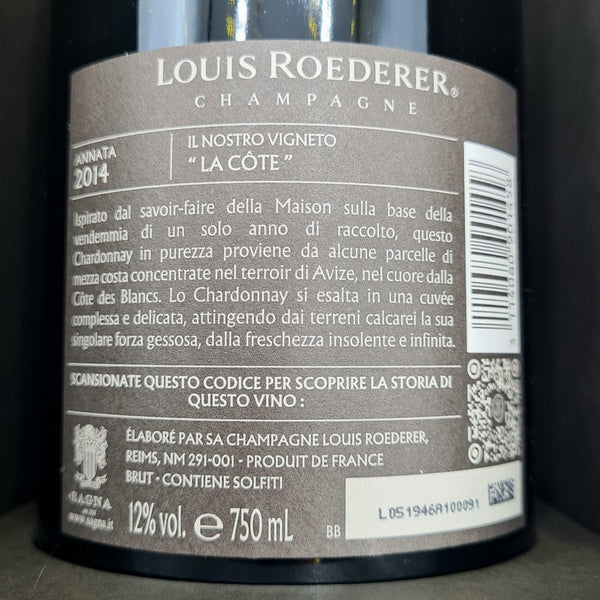 LOUIS ROEDERER®
CHAMPAGNE
ANNATA
2014
IL NOSTRO VIGNETO
"LA CÔTE"
Ispirato dal savoir-faire della Maison sulla base della
vendemmia di un solo anno di raccolto, questo
Chardonnay in purezza proviene da alcune parcelle di
mezza costa concentrate nel terroir di Avize, nel cuore dalla
Côte des Blancs. Lo Chardonnay si esalta in una cuvée
complessa e delicata, attingendo dai terreni calcarei la sua
singolare forza gessosa, dalla freschezza insolente e infinita.
SCANSIONATE QUESTO CODICE PER SCOPRIRE LA STORIA DI
QUESTO VINO :
ÉLABORÉ PAR SA CHAMPAGNE LOUIS ROEDERER,
REIMS, NM 291-001 - PRODUIT DE FRANCE
BRUT - CONTIENE SOLFITI
SAGNA
www.sagna.it
12% vol. e 750 mL
BB
L051946A100091